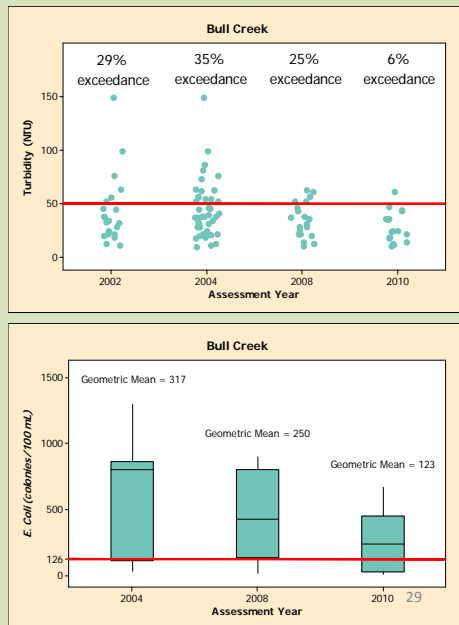 Bull Creek
29% 35% 25% 6%
exceedance exceedance exceedance exceedance
150
100
50
0
Turbidity (NTU)
2002 2004 2008 2010
Assessment Year
Bull Creek
1500
1000
500
126
0
E. Coli (colonies/100 mL)
Geometric Mean = 317
Geometric Mean = 250
Geometric Mean = 123
2004 2008 2010
Assessment Year
29